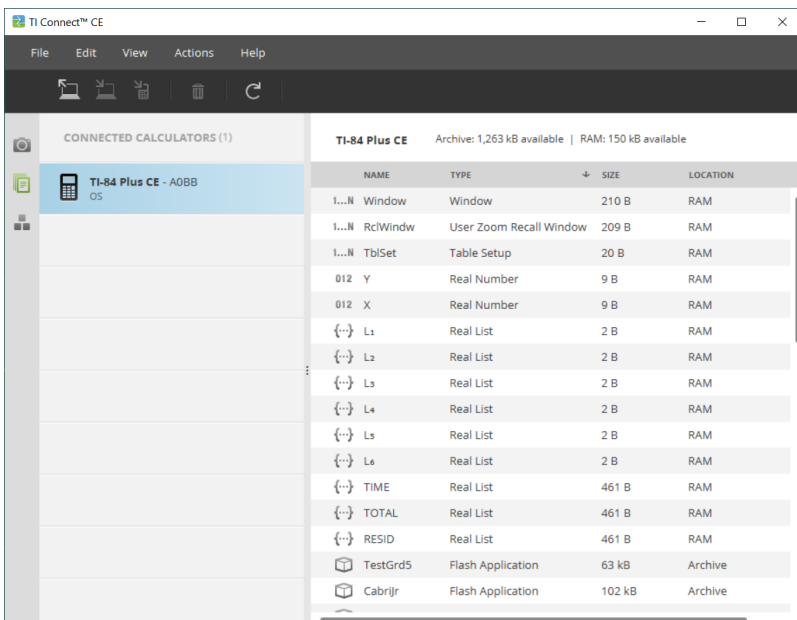 TI Connect™ CE
File Edit View Actions Help
CONNECTED CALCULATORS (1)
TI-84 Plus CE - A0BB
OS
TI-84 Plus CE Archive: 1,263 kB available | RAM: 150 kB available
NAME TYPE SIZE LOCATION
1...N Window Window 210 B RAM
1...N RclWindw User Zoom Recall Window 209 B RAM
1...N TblSet Table Setup 20 B RAM
012 Y Real Number 9 B RAM
012 X Real Number 9 B RAM
{...} L₁ Real List 2 B RAM
{...} L₂ Real List 2 B RAM
{...} L₃ Real List 2 B RAM
{...} L₄ Real List 2 B RAM
{...} L₅ Real List 2 B RAM
{...} L₆ Real List 2 B RAM
{...} TIME Real List 461 B RAM
{...} TOTAL Real List 461 B RAM
{...} RESID Real List 461 B RAM
TestGrd5 Flash Application 63 kB Archive
CabriJr Flash Application 102 kB Archive